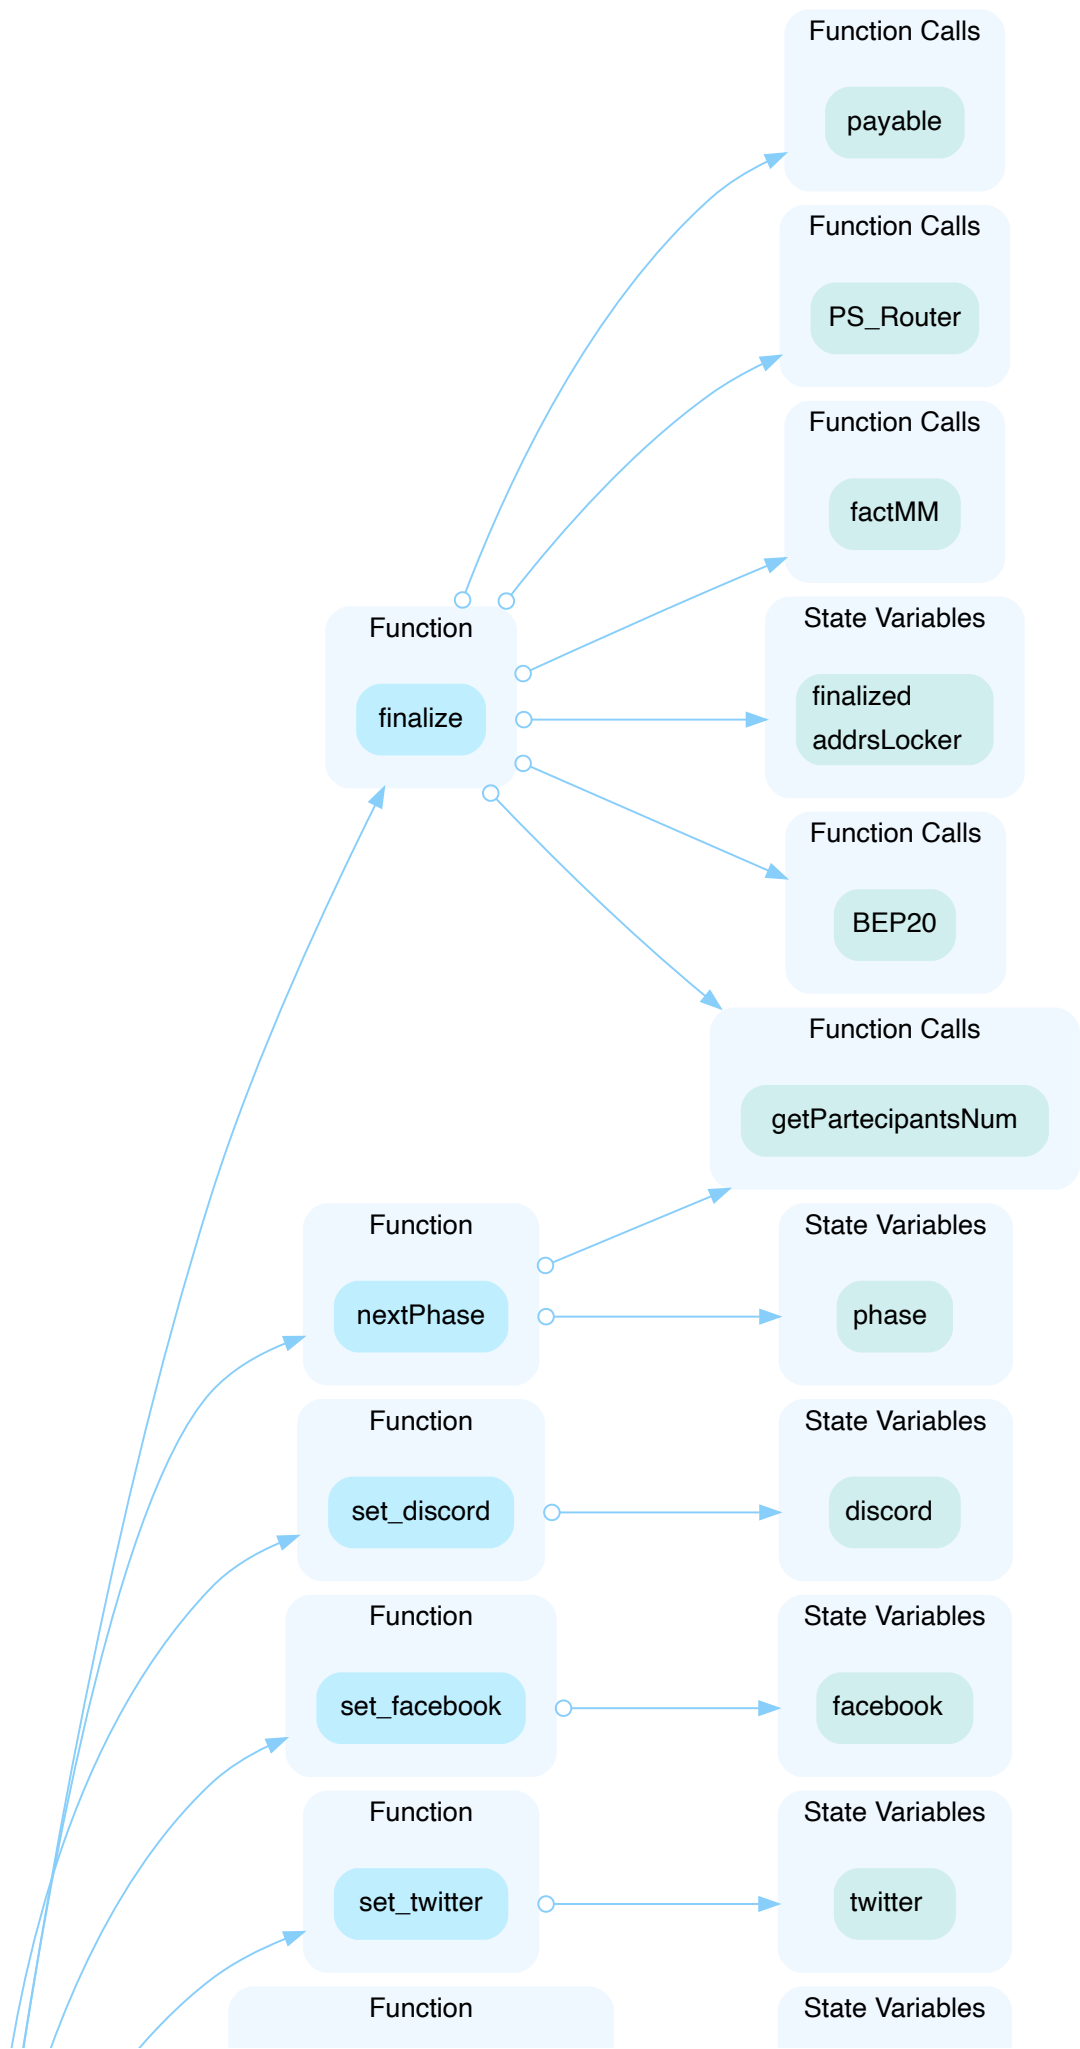 Function Calls
payable
Function Calls
PS_Router
Function Calls
factMM
Function
finalize
State Variables
finalized
addrsLocker
Function Calls
BEP20
Function Calls
getPartecipantsNum
Function
nextPhase
State Variables
phase
Function
set_discord
State Variables
discord
Function
set_facebook
State Variables
facebook
Function
set_twitter
State Variables
twitter
Function
State Variables